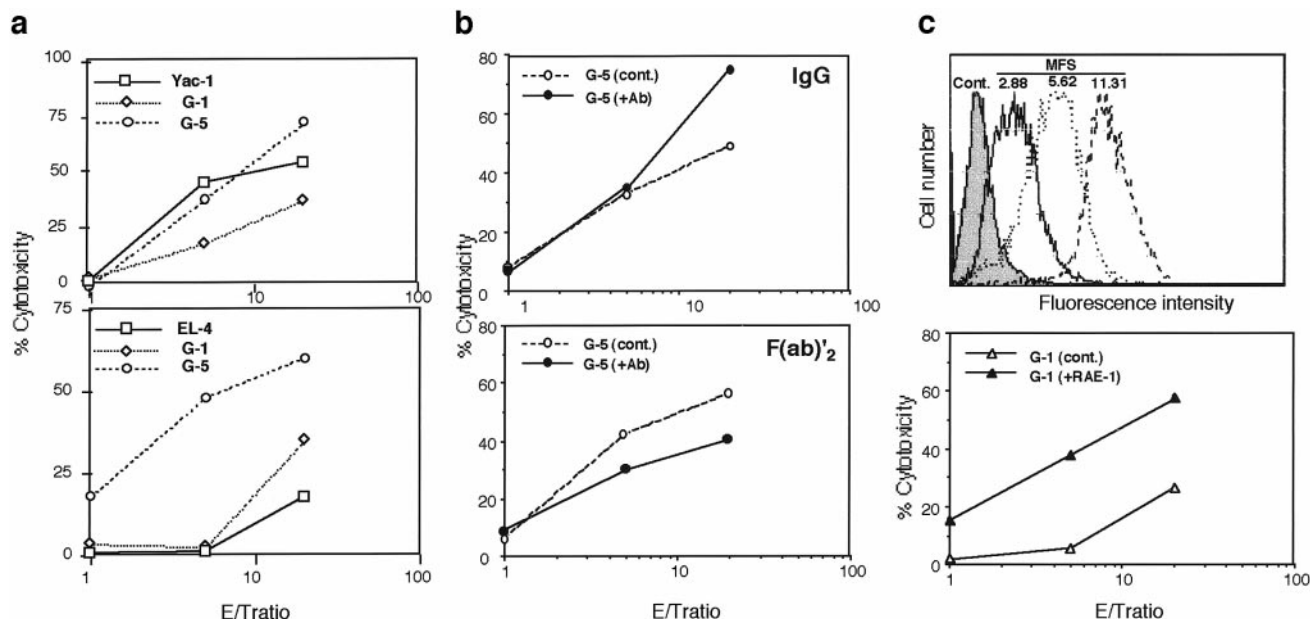 a
100
75
50
25
0
10
100
Yac-1
G-1
G-5
75
50
25
0
1
10
100
EL-4
G-1
G-5
% Cytotoxicity
E/Tratio
b
80
60
40
20
0
1
10
100
G-5 (cont.)
G-5 (+Ab)
IgG
80
60
40
20
0
1
10
100
G-5 (cont.)
G-5 (+Ab)
F(ab)'2
% Cytotoxicity
E/Tratio
c
MFS
Cont. 2.88 5.62 11.31
Cell number
Fluorescence intensity
80
60
40
20
0
1
10
100
G-1 (cont.)
G-1 (+RAE-1)
% Cytotoxicity
E/Tratio